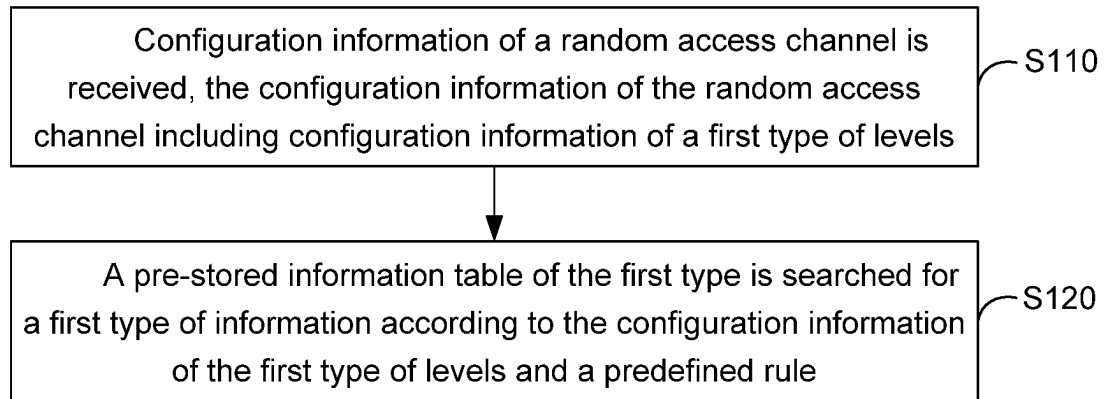 Configuration information of a random access channel is
received, the configuration information of the random access
channel including configuration information of a first type of levels
S110
A pre-stored information table of the first type is searched for
a first type of information according to the configuration information
of the first type of levels and a predefined rule
S120